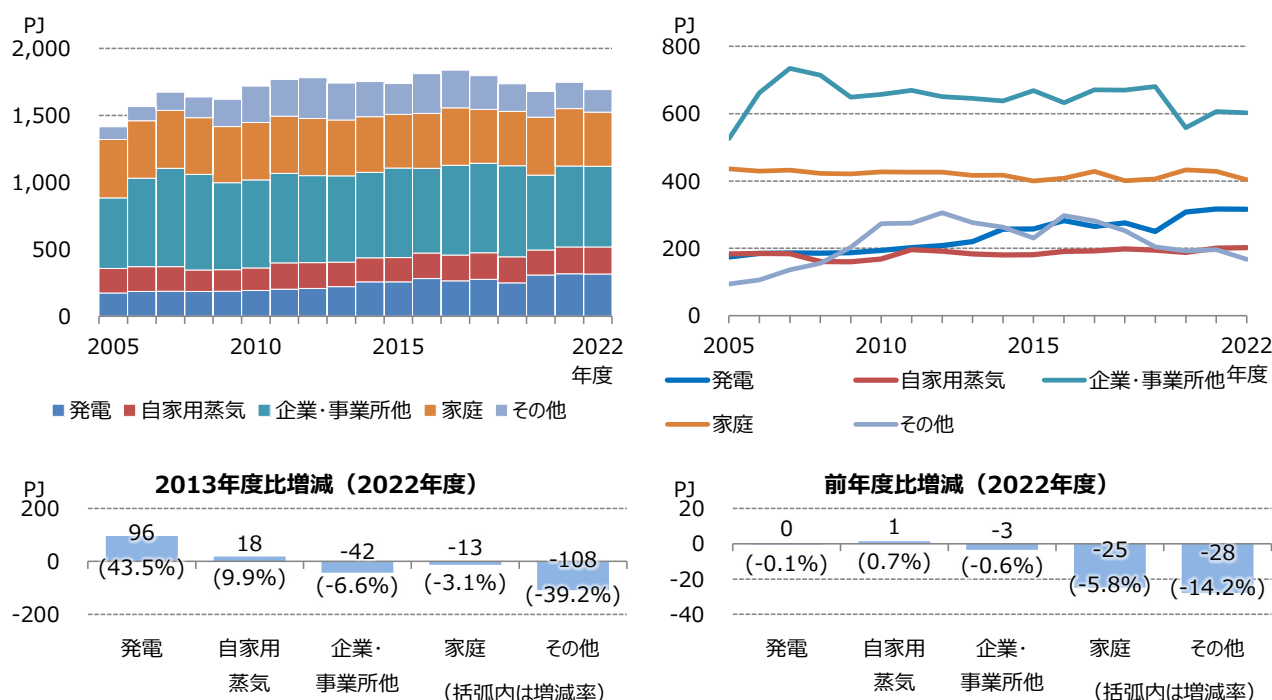 PJ
2,000
1,500
1,000
500
0
2005
2010
2015
2022
年度
発電 自家用蒸気 企業・事業所他 家庭 その他
PJ
800
600
400
200
0
2005
2010
2015
2022
年度
発電 自家用蒸気 企業・事業所他
家庭 その他
2013年度比増減（2022年度）
PJ
200
0
-200
96
(43.5%)
18
(9.9%)
-42
(-6.6%)
-13
(-3.1%)
-108
(-39.2%)
発電
自家用
蒸気
企業・
事業所他
家庭
その他
（括弧内は増減率）
前年度比増減（2022年度）
PJ
20
0
-20
-40
0
(-0.1%)
1
(0.7%)
-3
(-0.6%)
-25
(-5.8%)
-28
(-14.2%)
発電
自家用
蒸気
企業・
事業所他
家庭
その他
（括弧内は増減率）